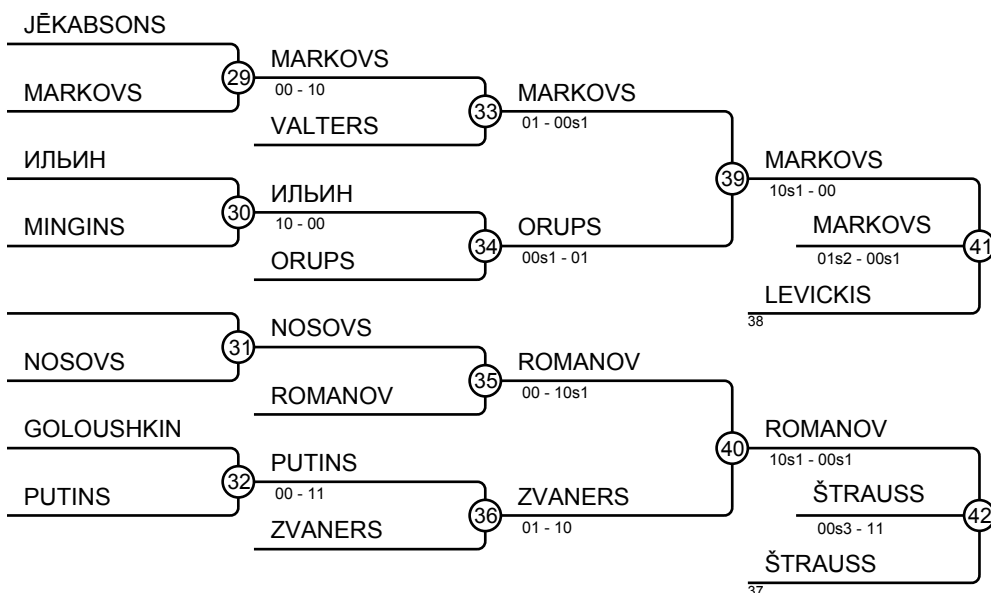 JĒKABSONS
29
MARKOVS
MARKOVS
00 - 10
33
MARKOVS
01 - 00s1
VALTERS
ИЛЬИН
30
ИЛЬИН
10 - 00
MINGINS
34
ORUPS
00s1 - 01
ORUPS
39
MARKOVS
10s1 - 00
MARKOVS
01s2 - 00s1
41
LEVICKIS
38
31
NOSOVS
NOSOVS
35
ROMANOV
00 - 10s1
ROMANOV
GOLOUSHKIN
32
PUTINS
00 - 11
PUTINS
36
ZVANERS
01 - 10
ZVANERS
40
ROMANOV
10s1 - 00s1
ŠTRAUSS
00s3 - 11
42
ŠTRAUSS
37